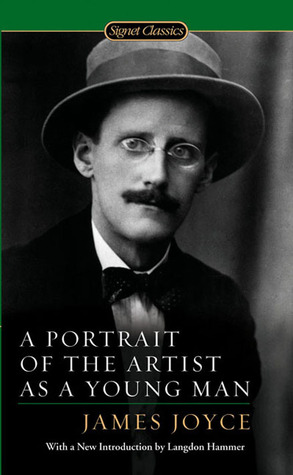 Signet Classics
A PORTRAIT
OF THE ARTIST
AS A YOUNG MAN
JAMES JOYCE
With a New Introduction by Langdon Hammer